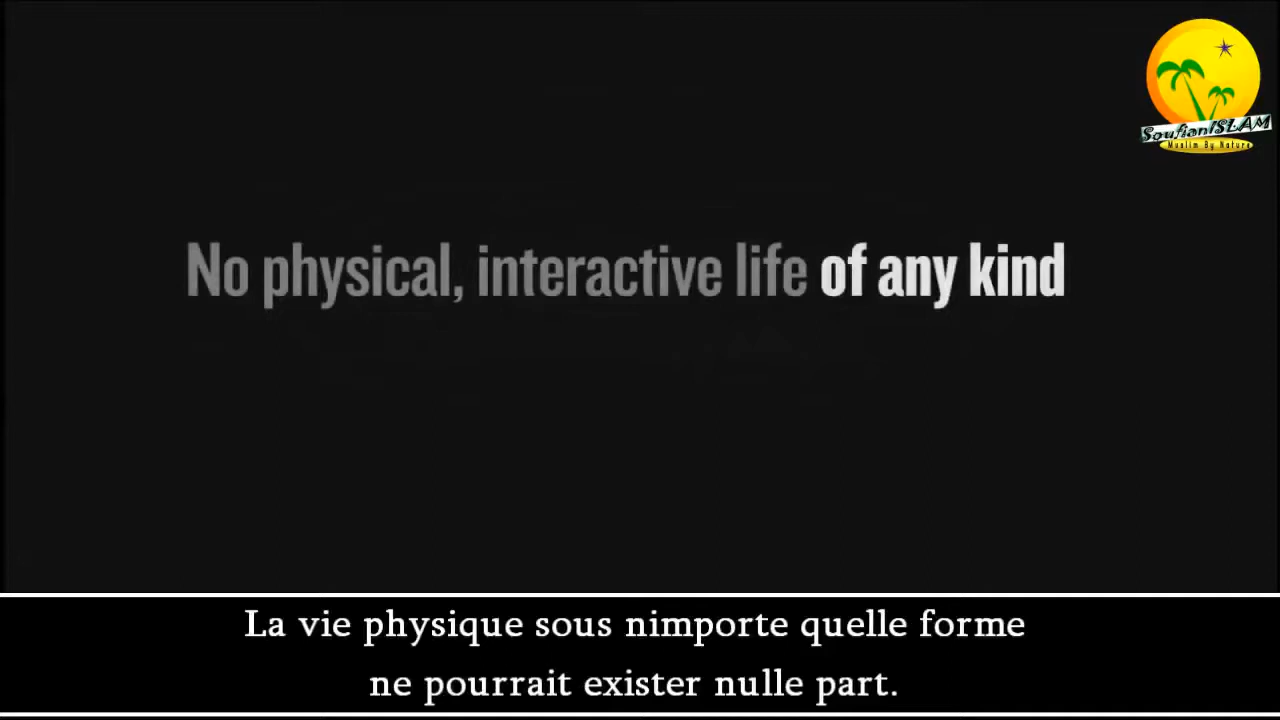 SoufianISLAM
Muslim By Nature
No physical, interactive life of any kind
La vie physique sous nimporte quelle forme
ne pourrait exister nulle part.